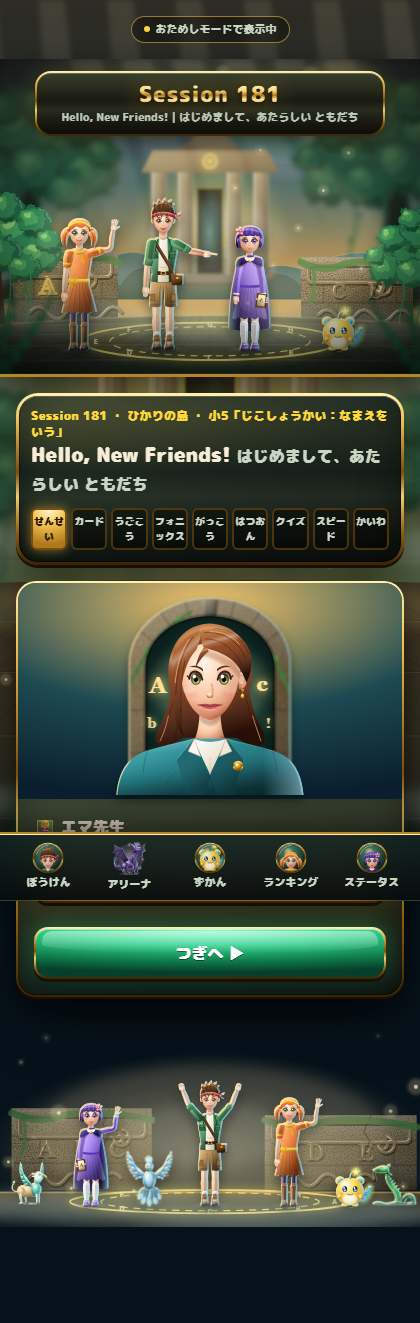 おためしモードで表示中
Session 181
Hello, New Friends! | はじめまして、あたらしい ともだち
Session 181 ・ ひかりの島 ・ 小5「じこしょうかい：なまえを
いう」
Hello, New Friends! はじめまして、あた
らしい ともだち
せんせ
い
カード
うごこ
う
フォニ
ックス
がっこ
う
はつお
ん
クイズ
スピー
ド
かいわ
A
c
b
!
エマ先生
ぼうけん
アリーナ
ずかん
ランキング
ステータス
つぎへ ▶